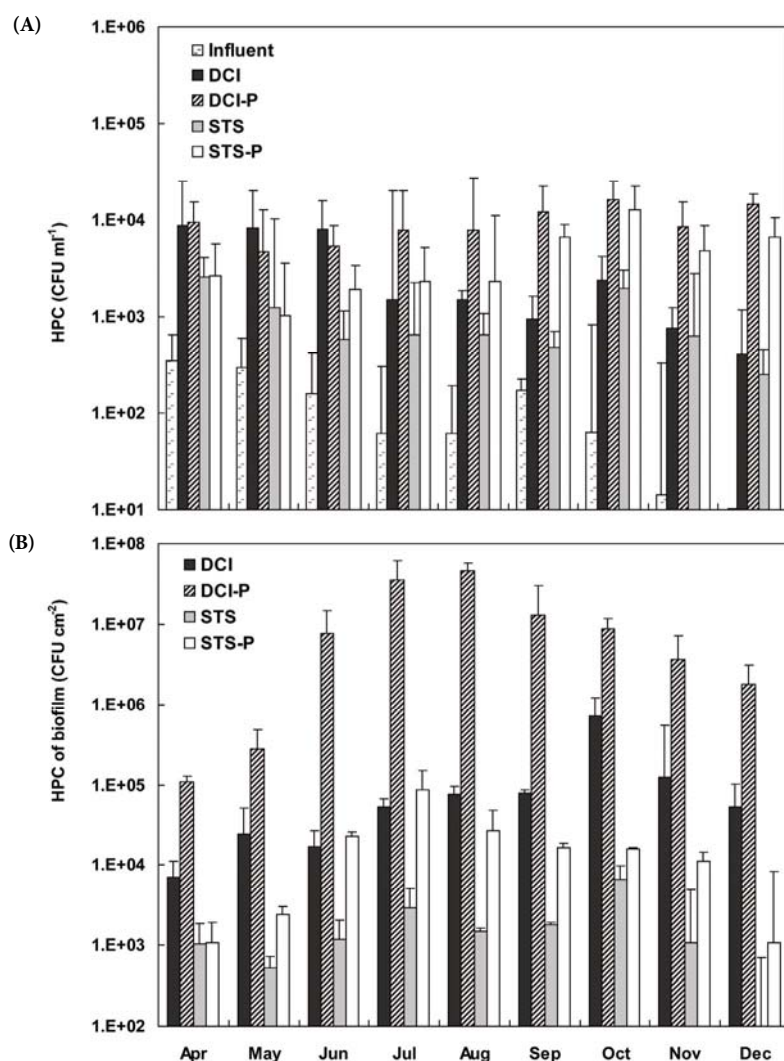 (A)
1.E+06
1.E+05
1.E+04
1.E+03
1.E+02
1.E+01
HPC (CFU ml⁻¹)
Influent
DCI
DCI-P
STS
STS-P
(B)
1.E+08
1.E+07
1.E+06
1.E+05
1.E+04
1.E+03
1.E+02
HPC of biofilm (CFU cm⁻²)
DCI
DCI-P
STS
STS-P
Apr May Jun Jul Aug Sep Oct Nov Dec